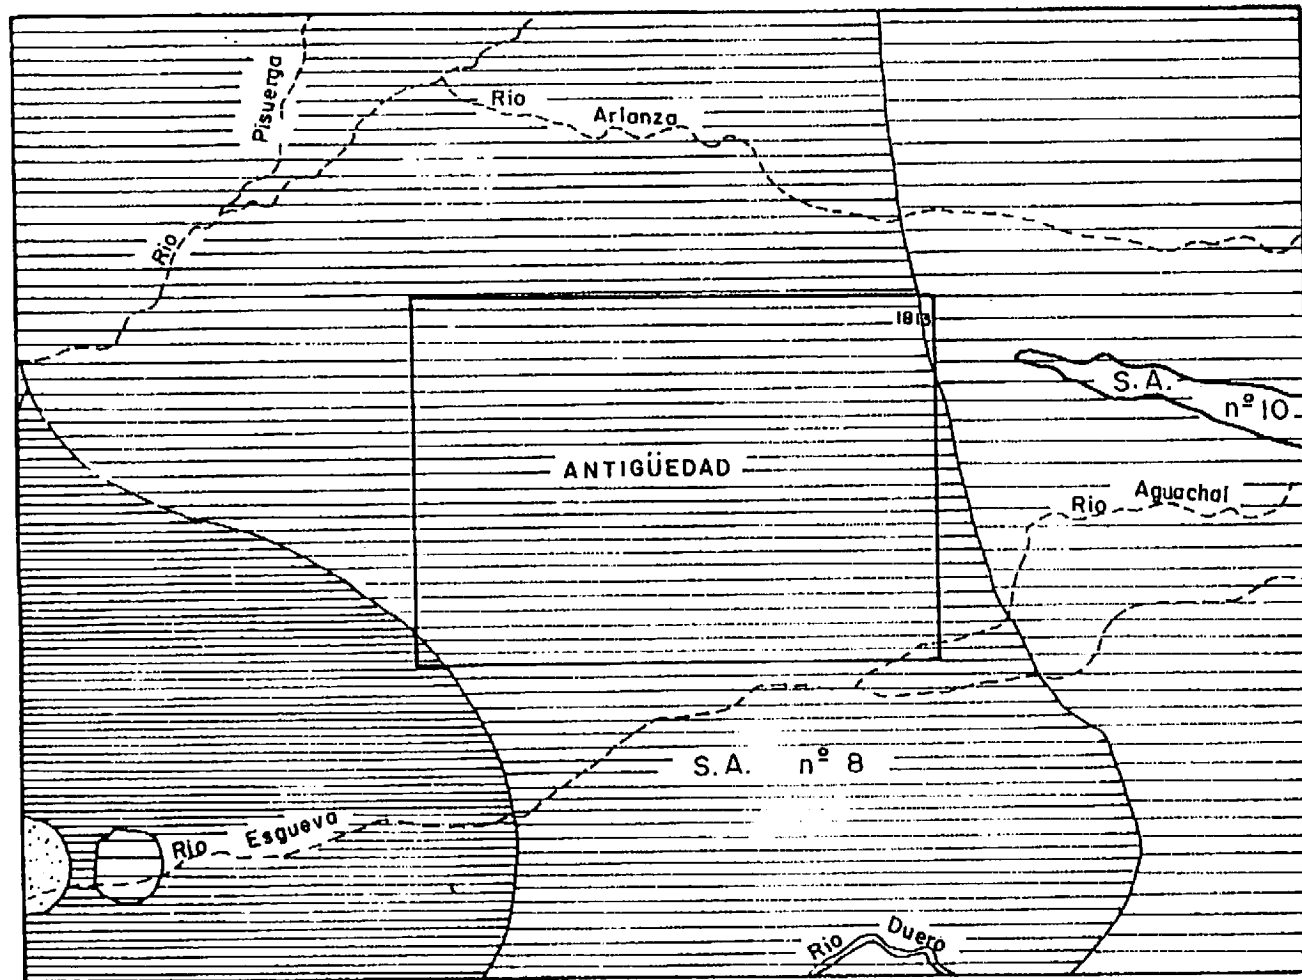 Pisuerga
Rio
Rio Arlanza
1813
S. A.
nº 10
ANTIGÜEDAD
Rio Aguachal
S. A. nº 8
Rio Esgueva
Rio Duero